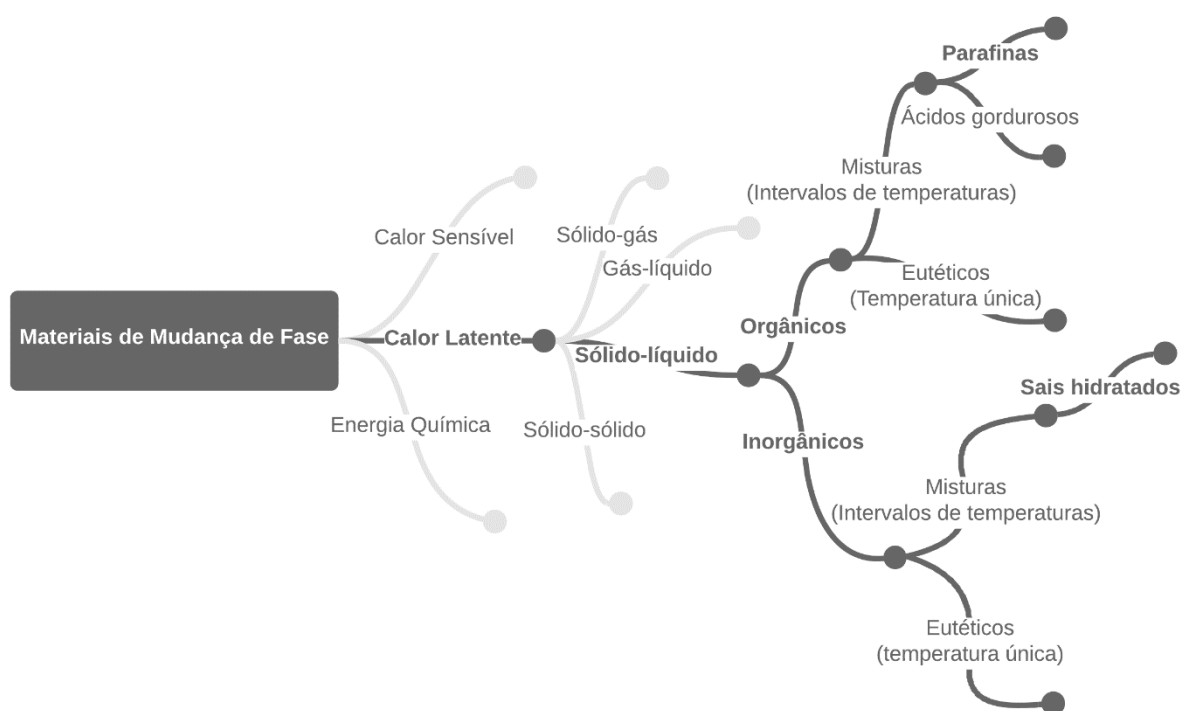 Materiais de Mudança de Fase
Calor Sensível
Calor Latente
Energia Química
Sólido-gás
Gás-líquido
Sólido-líquido
Sólido-sólido
Orgânicos
Misturas
(Intervalos de temperaturas)
Parafinas
Ácidos gordurosos
Eutéticos
(Temperatura única)
Inorgânicos
Misturas
(Intervalos de temperaturas)
Sais hidratados
Eutéticos
(temperatura única)